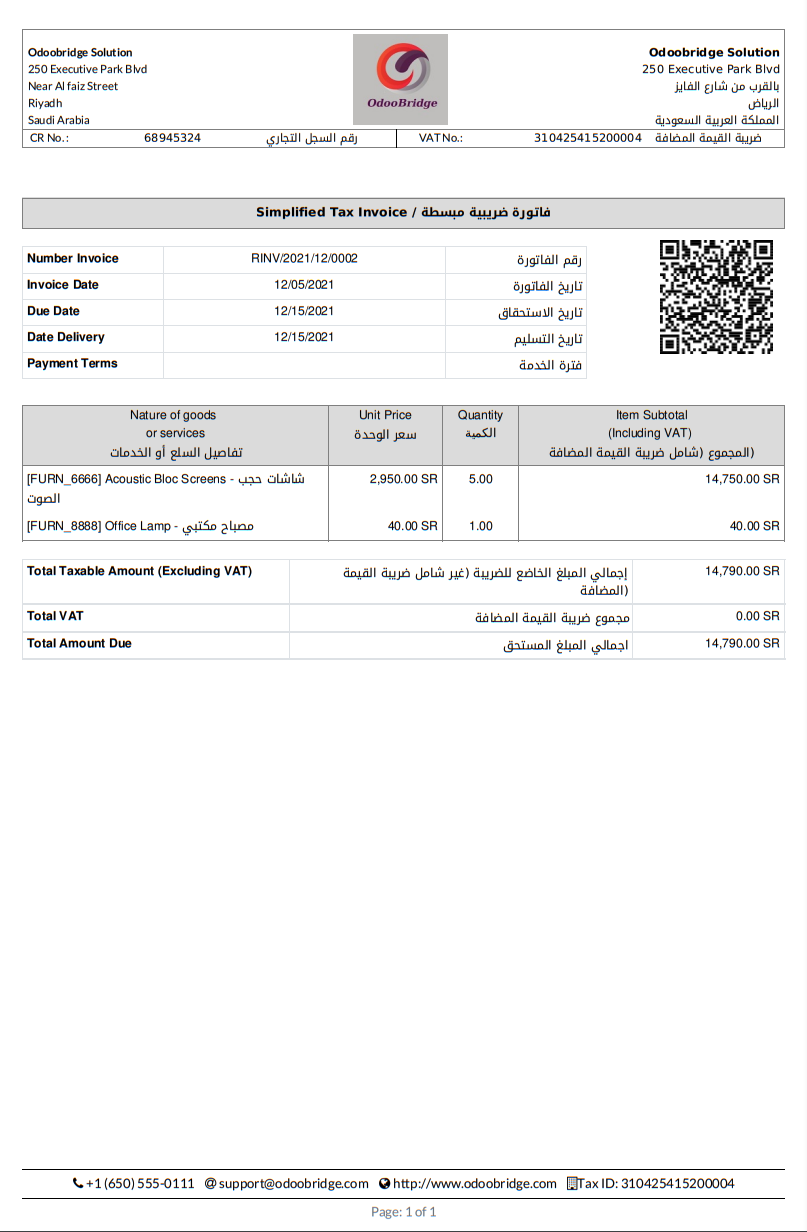 Odoobridge Solution
250 Executive Park Blvd
Near Al faiz Street
Riyadh
Saudi Arabia
OdooBridge
Odoobridge Solution
250 Executive Park Blvd
بالقرب من شارع الفايز
الرياض
المملكة العربية السعودية
CR No.: 68945324 رقم السجل التجاري VAT No.: 310425415200004 ضريبة القيمة المضافة
Simplified Tax Invoice / فاتورة ضريبية مبسطة
Number Invoice RINV/2021/12/0002 رقم الفاتورة
Invoice Date 12/05/2021 تاريخ الفاتورة
Due Date 12/15/2021 تاريخ الاستحقاق
Date Delivery 12/15/2021 تاريخ التسليم
Payment Terms فترة الخدمة
Nature of goods Unit Price Quantity Item Subtotal
or services سعر الوحدة الكمية (Including VAT)
تفاصيل السلع أو الخدمات المجموع (شامل ضريبة القيمة المضافة)
[FURN_6666] Acoustic Bloc Screens - شاشات حجب 2,950.00 SR 5.00 14,750.00 SR
الصوت
[FURN_8888] Office Lamp - مصباح مكتبي 40.00 SR 1.00 40.00 SR
Total Taxable Amount (Excluding VAT) إجمالي المبلغ الخاضع للضريبة (غير شامل ضريبة القيمة 14,790.00 SR
المضافة)
Total VAT مجموع ضريبة القيمة المضافة 0.00 SR
Total Amount Due اجمالي المبلغ المستحق 14,790.00 SR
+1 (650) 555-0111 support@odoobridge.com http://www.odoobridge.com Tax ID: 310425415200004
Page: 1 of 1